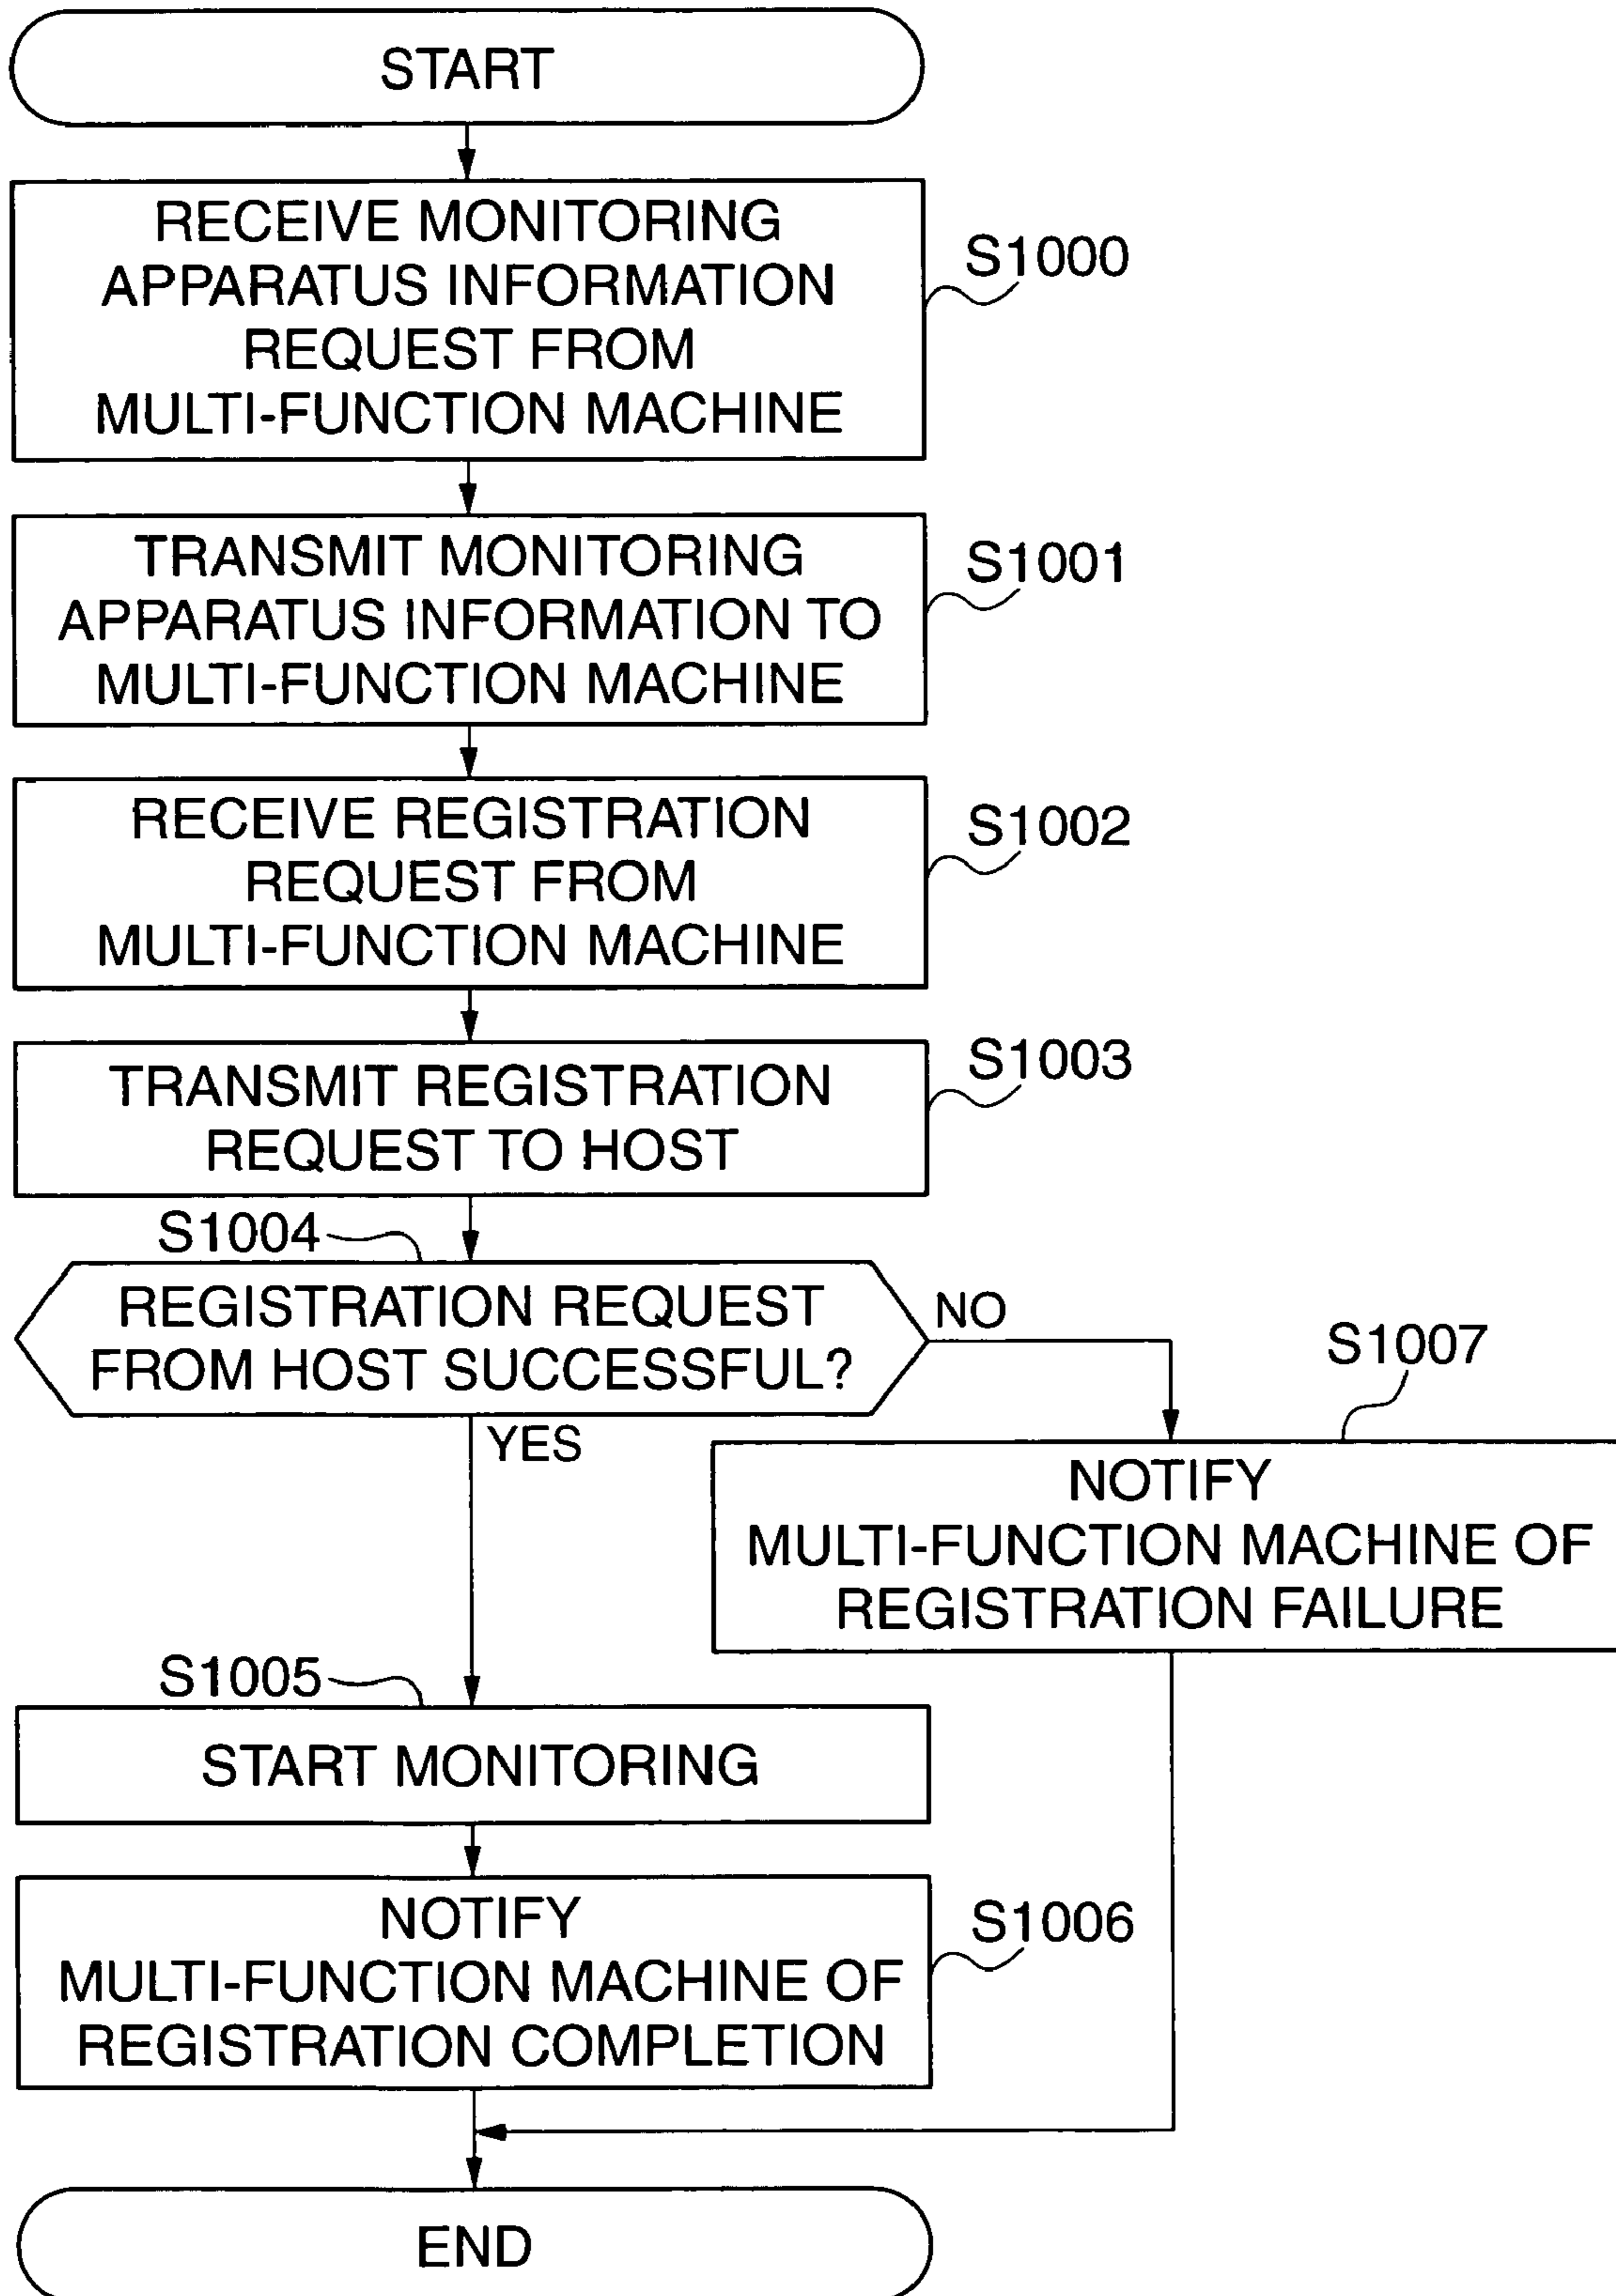 START
RECEIVE MONITORING
APPARATUS INFORMATION
REQUEST FROM
MULTI-FUNCTION MACHINE
S1000
TRANSMIT MONITORING
APPARATUS INFORMATION TO
MULTI-FUNCTION MACHINE
S1001
RECEIVE REGISTRATION
REQUEST FROM
MULTI-FUNCTION MACHINE
S1002
TRANSMIT REGISTRATION
REQUEST TO HOST
S1003
S1004
REGISTRATION REQUEST
FROM HOST SUCCESSFUL?
NO
YES
S1007
NOTIFY
MULTI-FUNCTION MACHINE OF
REGISTRATION FAILURE
S1005
START MONITORING
NOTIFY
MULTI-FUNCTION MACHINE OF
REGISTRATION COMPLETION
S1006
END